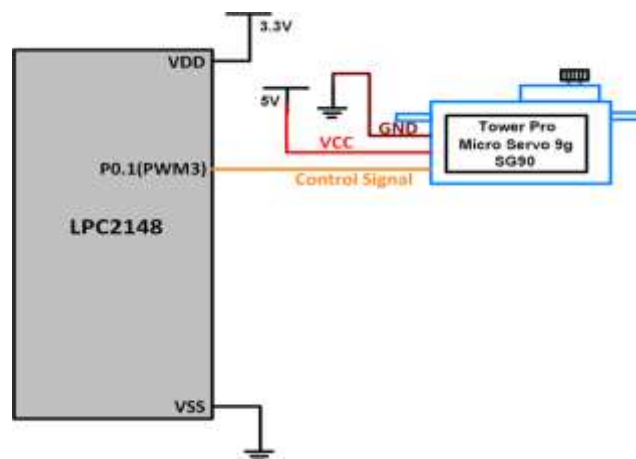 3.3V
VDD
5V
GND
VCC
Tower Pro
Micro Servo 9g
SG90
P0.1(PWM3)
Control Signal
LPC2148
VSS